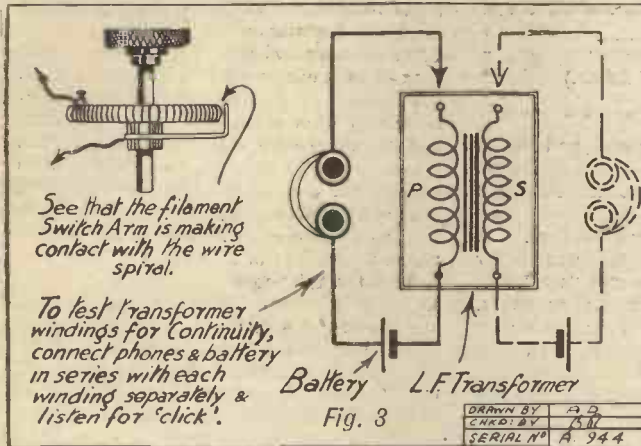 See that the filament
Switch Arm is making
contact with the wire
spiral.
To test transformer
windings for Continuity,
connect phones & battery
in series with each
winding separately &
listen for 'click'.
P
S
Battery
L.F. Transformer
Fig. 3
DRAWN BY A.D.
CHKD: BY
SERIAL Nº A. 944